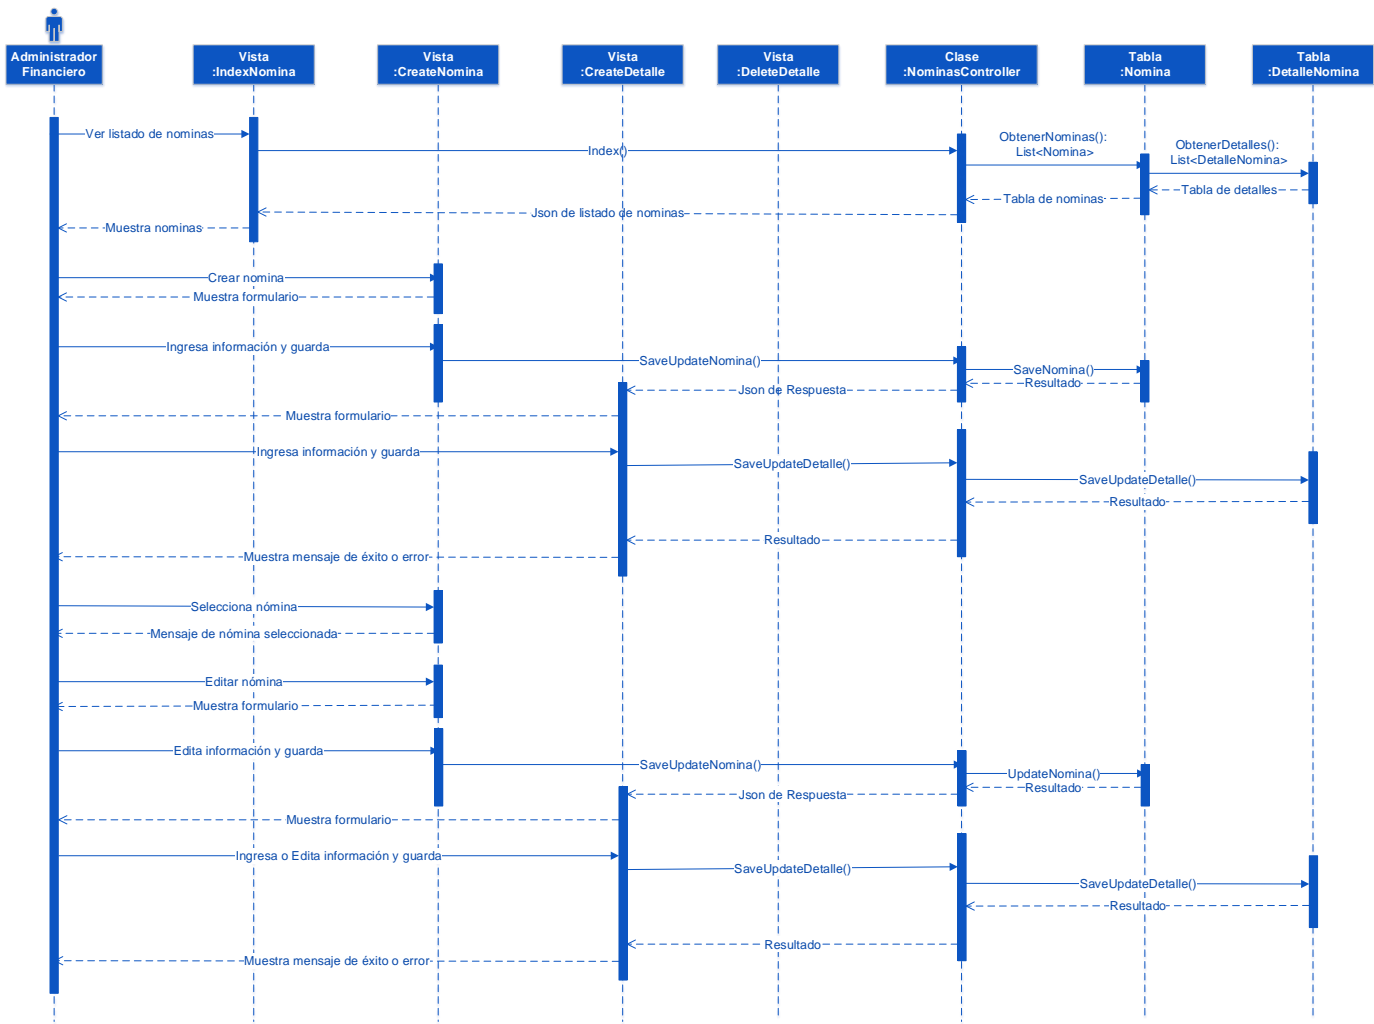 Administrador
Financiero
Vista
:IndexNomina
Vista
:CreateNomina
Vista
:CreateDetalle
Vista
:DeleteDetalle
Clase
:NominasController
Tabla
:Nomina
Tabla
:DetalleNomina
Ver listado de nominas
Index()
ObtenerNominas():
List<Nomina>
ObtenerDetalles():
List<DetalleNomina>
Tabla de detalles
Tabla de nominas
Json de listado de nominas
Muestra nominas
Crear nomina
Muestra formulario
Ingresa información y guarda
SaveUpdateNomina()
SaveNomina()
Resultado
Json de Respuesta
Muestra formulario
Ingresa información y guarda
SaveUpdateDetalle()
SaveUpdateDetalle()
Resultado
Resultado
Muestra mensaje de éxito o error
Selecciona nómina
Mensaje de nómina seleccionada
Editar nómina
Muestra formulario
Edita información y guarda
SaveUpdateNomina()
UpdateNomina()
Resultado
Json de Respuesta
Muestra formulario
Ingresa o Edita información y guarda
SaveUpdateDetalle()
SaveUpdateDetalle()
Resultado
Resultado
Muestra mensaje de éxito o error